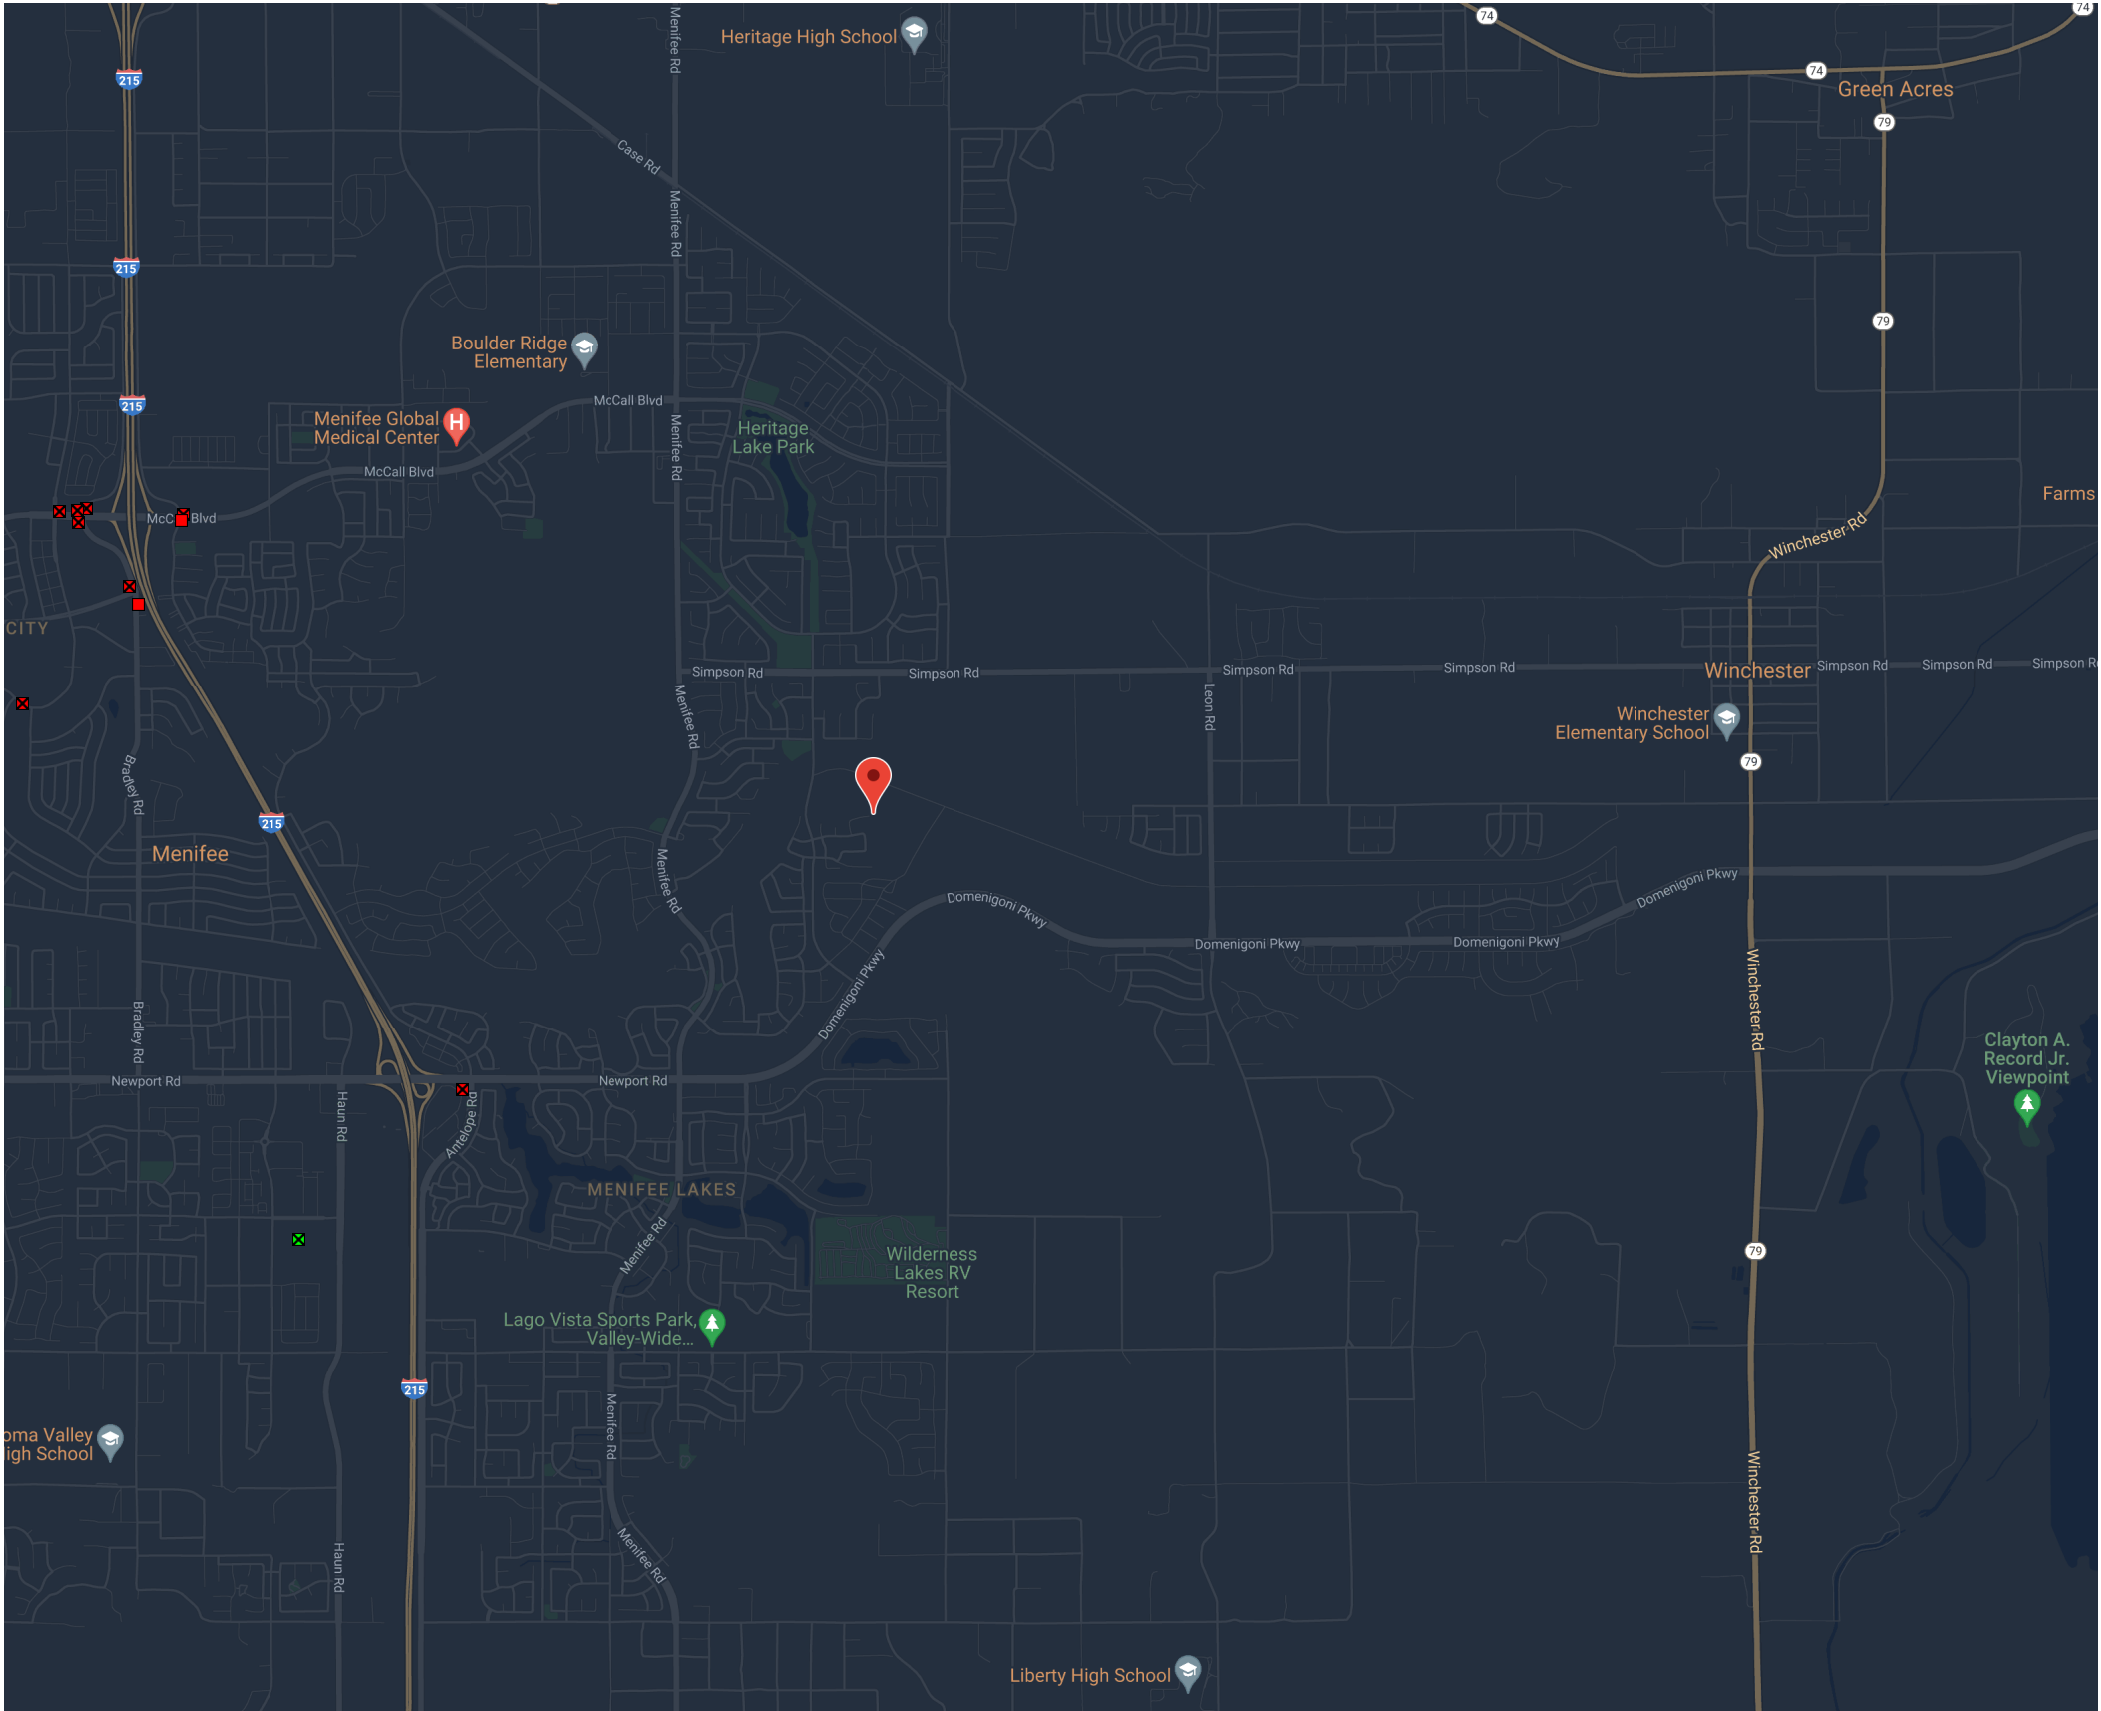 74
74
Heritage High School
Menifee Rd
215
74
Green Acres
79
Case Rd
Menifee Rd
215
79
Boulder Ridge
Elementary
215
McCall Blvd
Menifee Global
Medical Center
Heritage
Lake Park
Menifee Rd
McCall Blvd
Farms
Blvd
Winchester Rd
CITY
Simpson Rd
Simpson Rd
Simpson Rd
Simpson Rd
Winchester
Simpson Rd
Simpson Rd
Simpson R
Menifee Rd
Leon Rd
Winchester
Elementary School
79
Bradley Rd
215
Menifee
Menifee Rd
Domenigoni Pkwy
Domenigoni Pkwy
Domenigoni Pkwy
Domenigoni Pkwy
Domenigoni Pkwy
Winchester Rd
Bradley Rd
Clayton A.
Record Jr.
Viewpoint
Newport Rd
Newport Rd
Haun Rd
Antelope Rd
MENIFEE LAKES
Menifee Rd
Wilderness
Lakes RV
Resort
79
Lago Vista Sports Park,
Valley-Wide...
215
Menifee Rd
oma Valley
High School
Winchester Rd
Haun Rd
Menifee Rd
Liberty High School